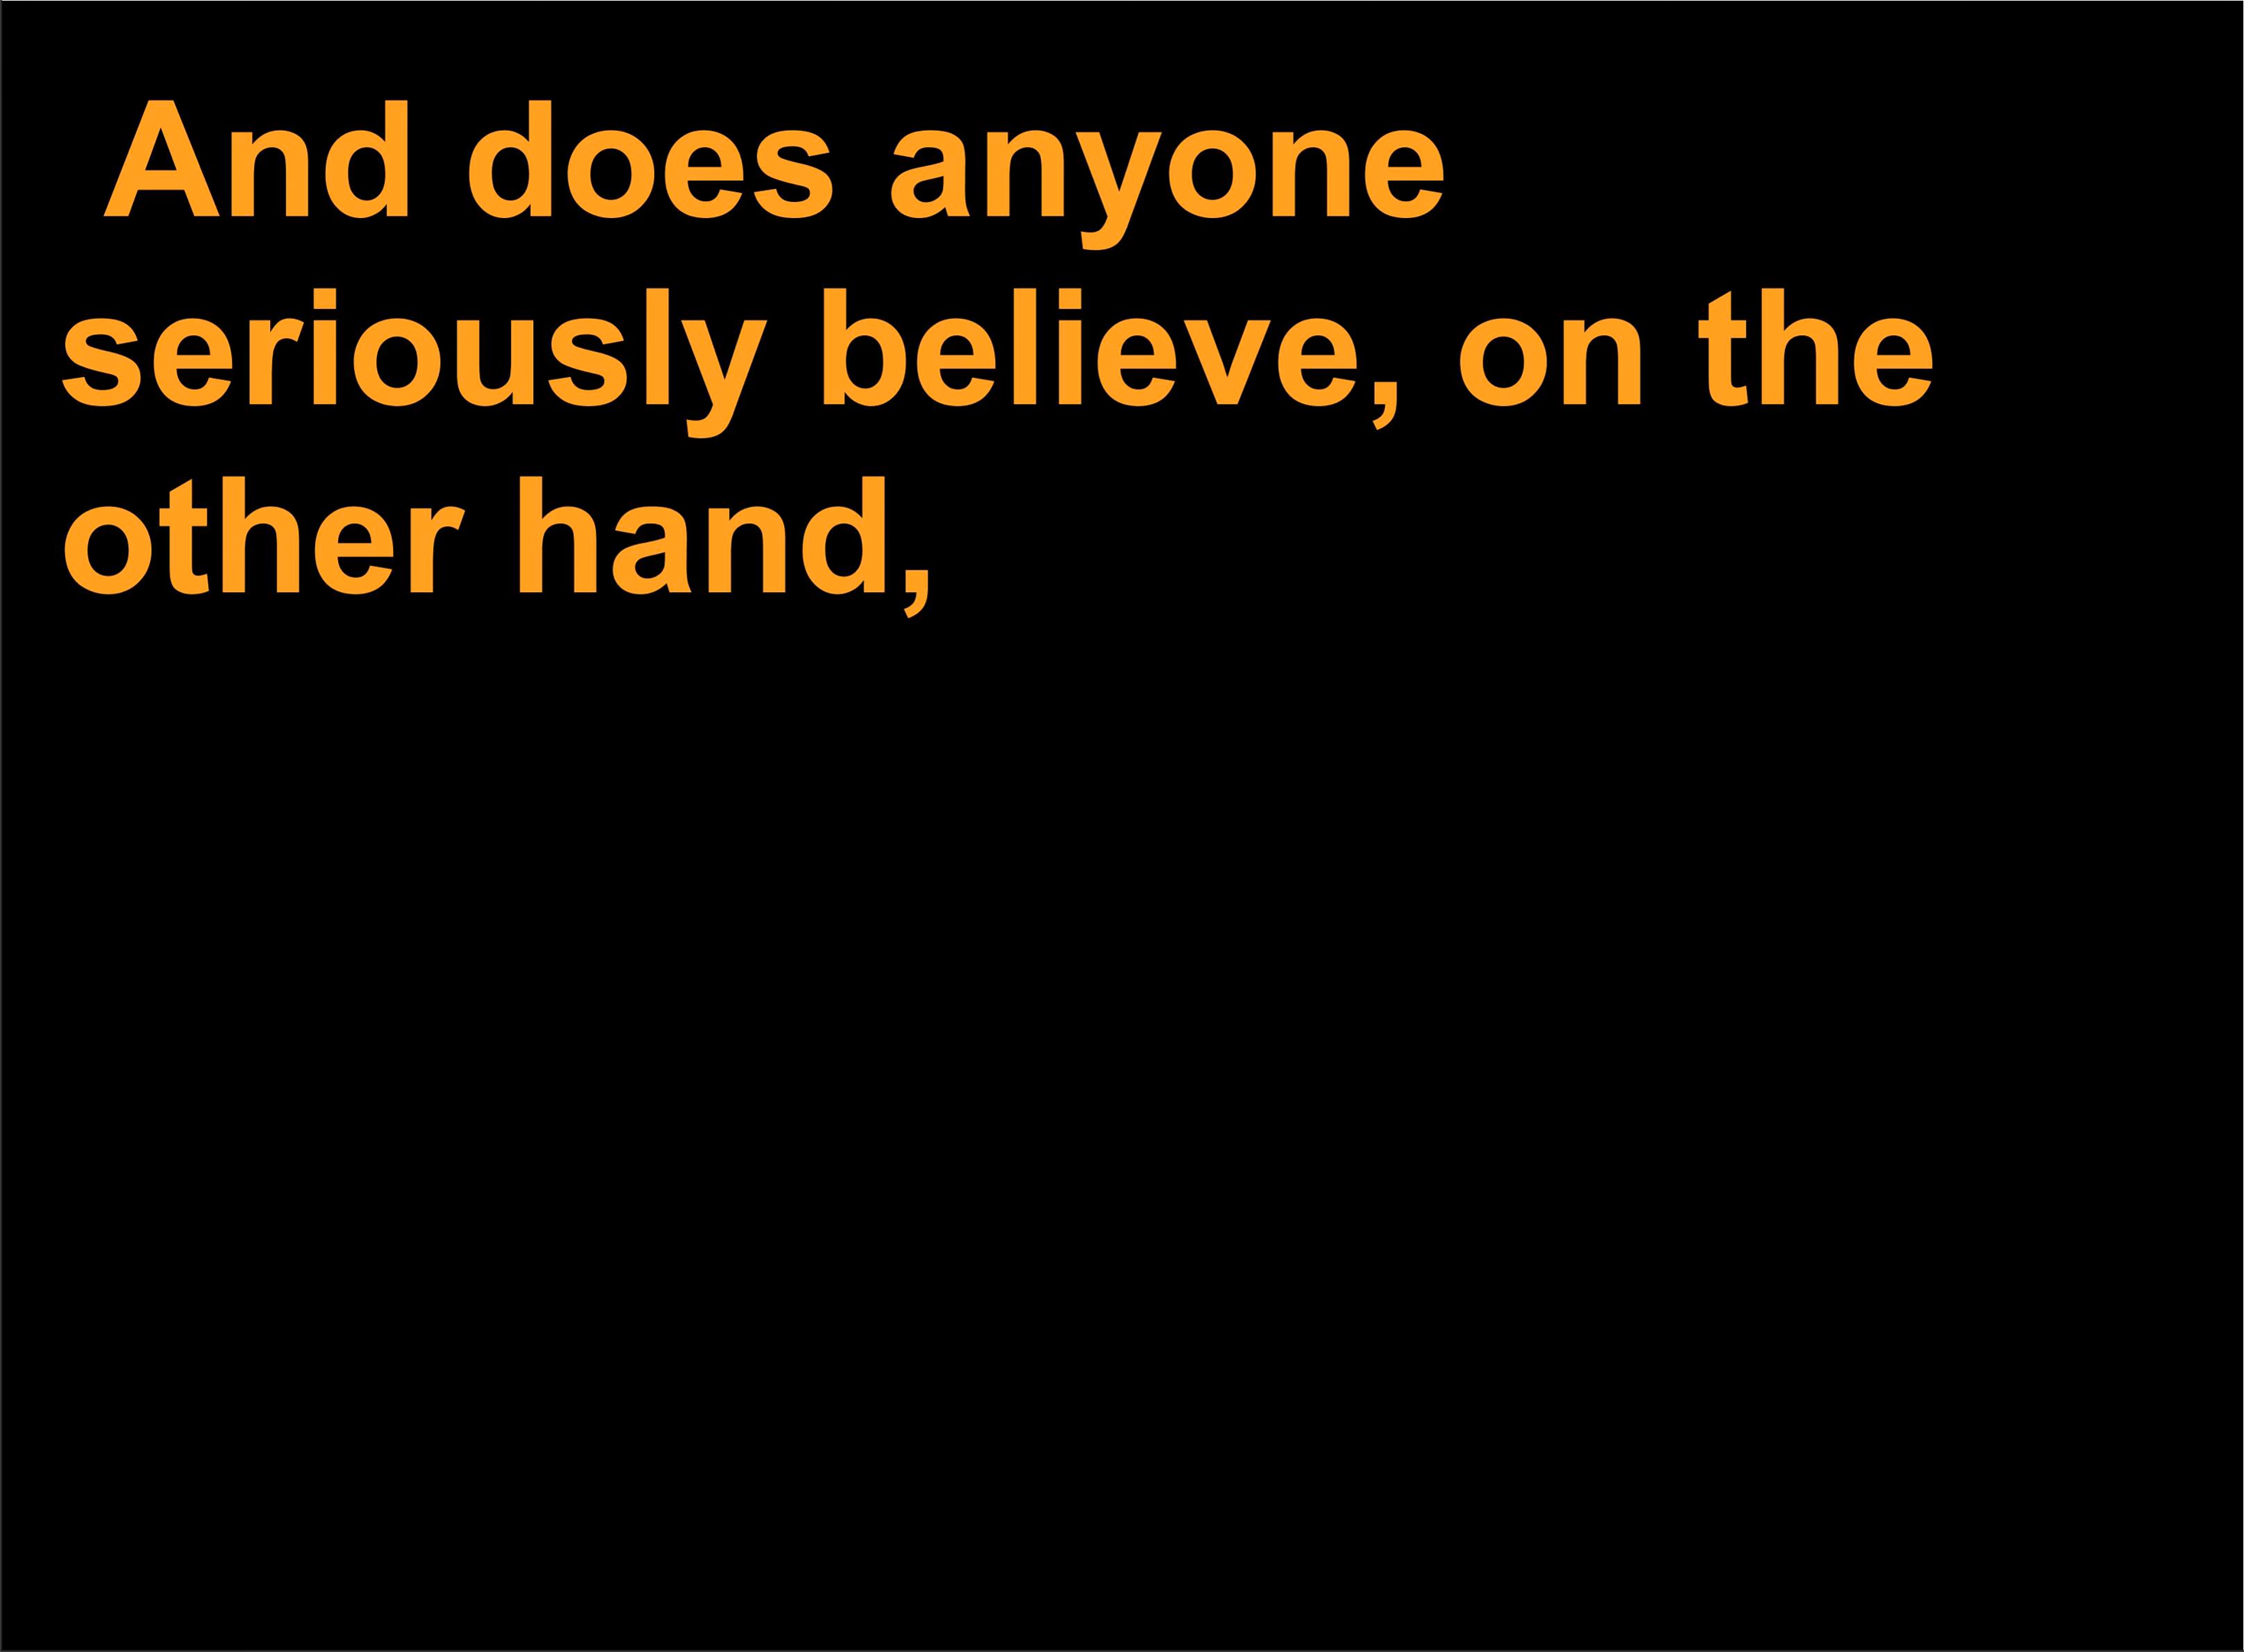 And does anyone
seriously believe, on the
other hand,